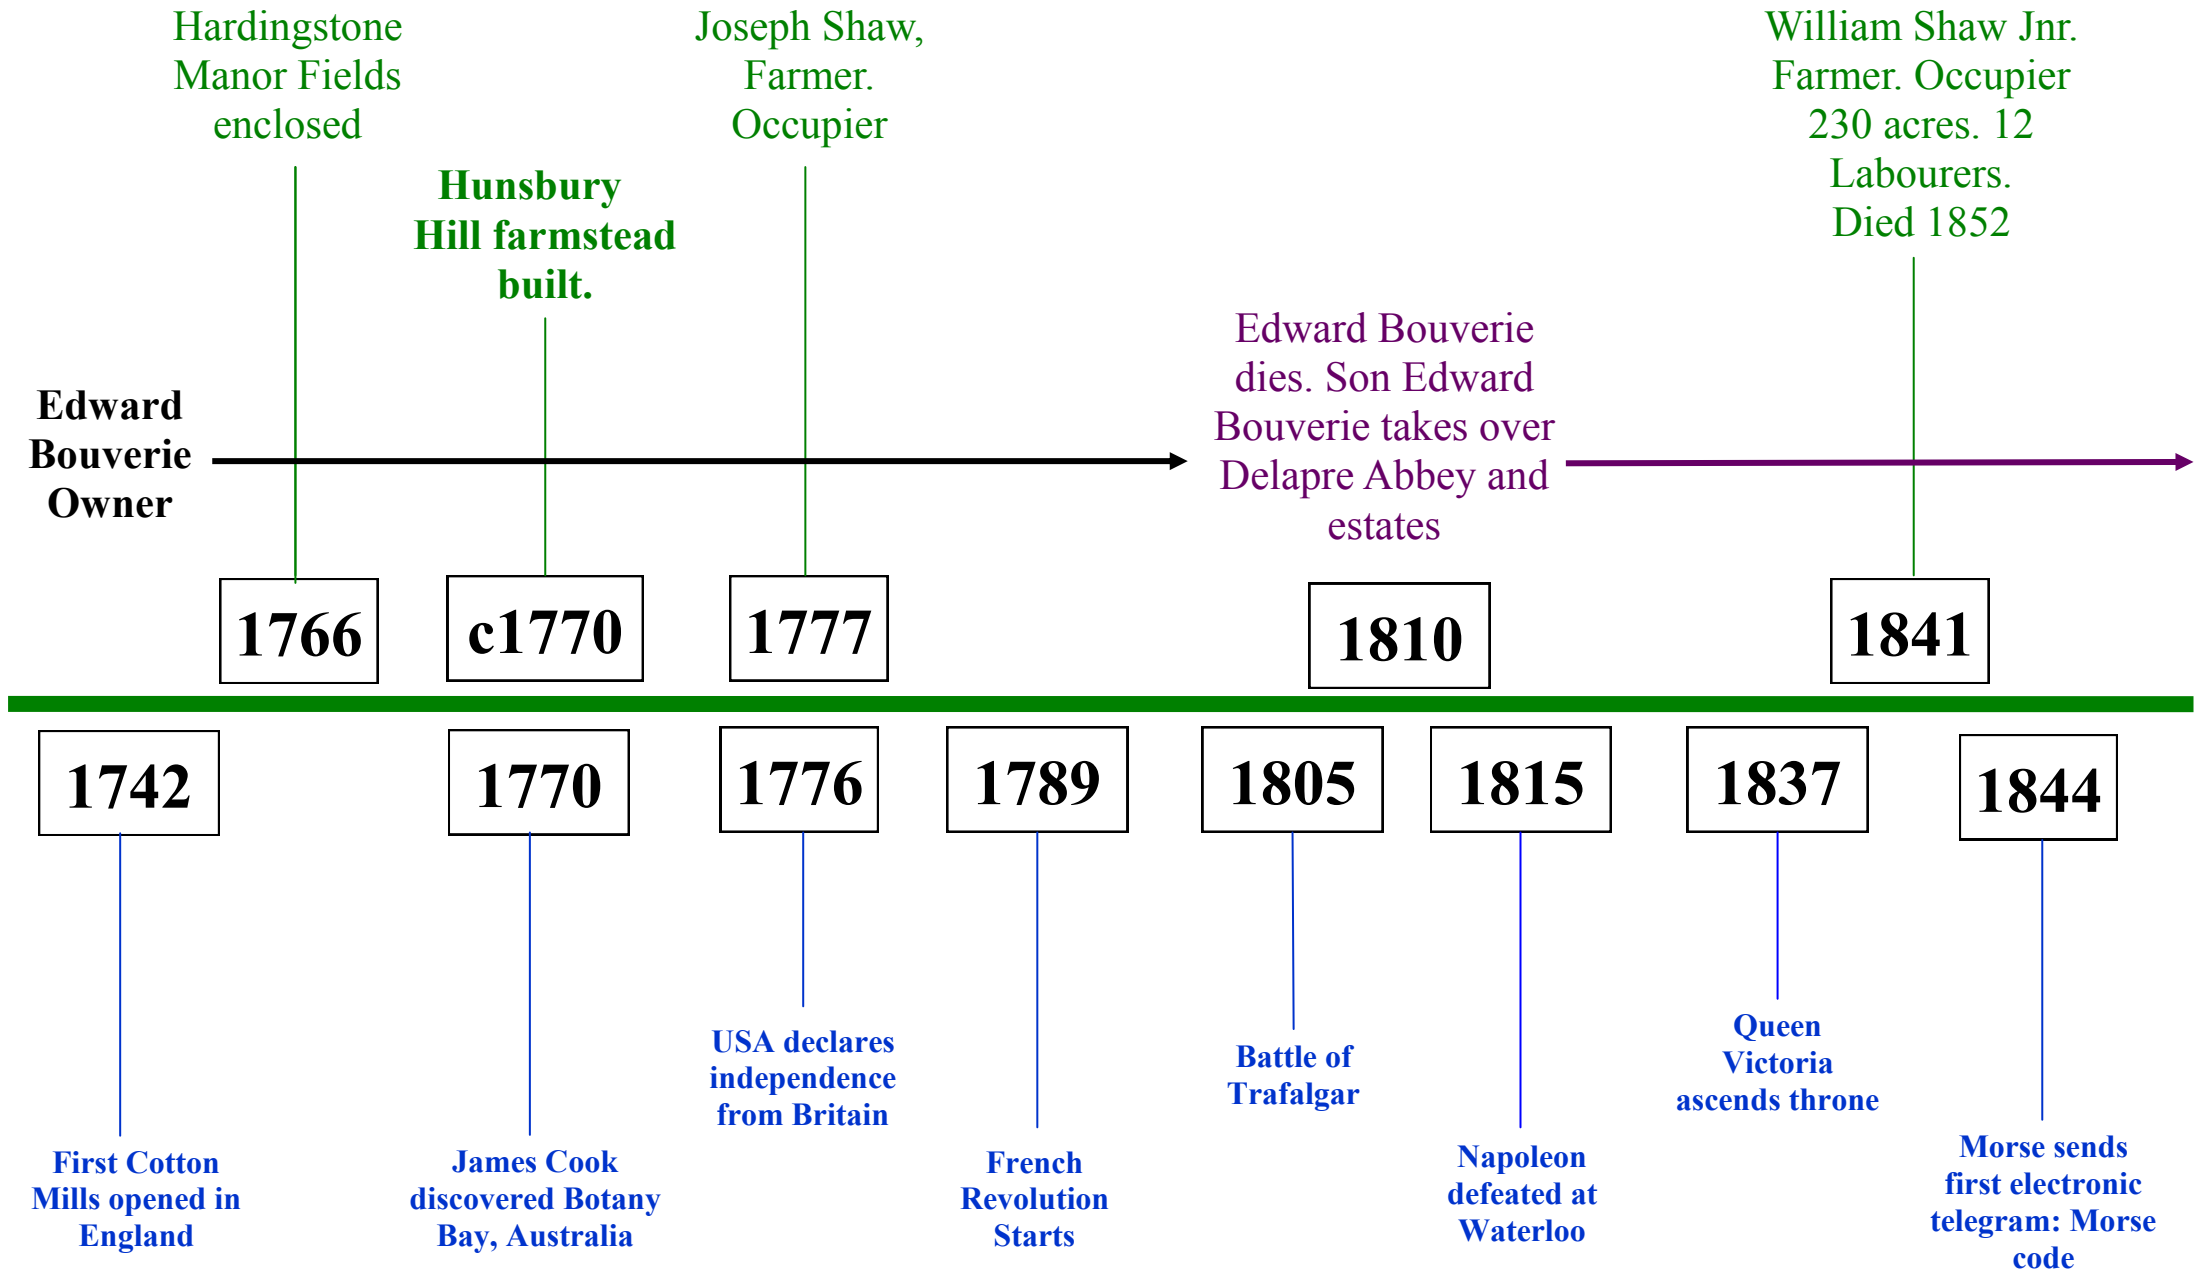 Hardingstone
Manor Fields
enclosed
Joseph Shaw,
Farmer.
Occupier
William Shaw Jnr.
Farmer. Occupier
230 acres. 12
Labourers.
Died 1852
Hunsbury
Hill farmstead
built.
Edward
Bouverie
Owner
Edward Bouverie
dies. Son Edward
Bouverie takes over
Delapre Abbey and
estates
1766
c1770
1777
1810
1841
1742
1770
1776
1789
1805
1815
1837
1844
First Cotton
Mills opened in
England
James Cook
discovered Botany
Bay, Australia
USA declares
independence
from Britain
French
Revolution
Starts
Battle of
Trafalgar
Napoleon
defeated at
Waterloo
Queen
Victoria
ascends throne
Morse sends
first electronic
telegram: Morse
code